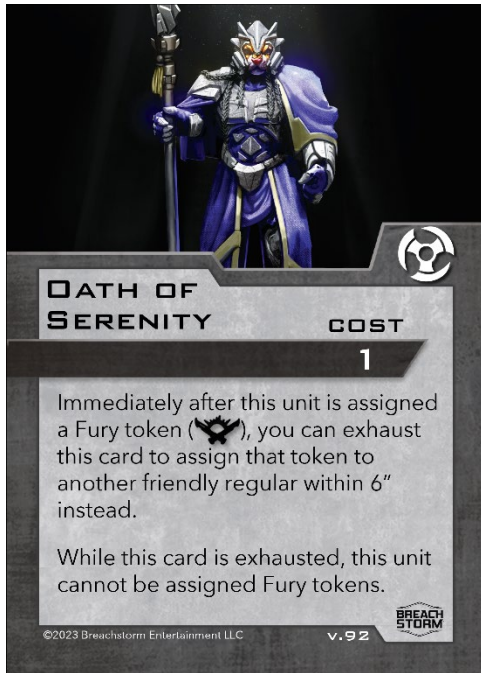 OATH OF
SERENITY
COST
1
Immediately after this unit is assigned
a Fury token ( ), you can exhaust
this card to assign that token to
another friendly regular within 6"
instead.
While this card is exhausted, this unit
cannot be assigned Fury tokens.
©2023 Breachstorm Entertainment LLC
v.92
BREACH
STORM